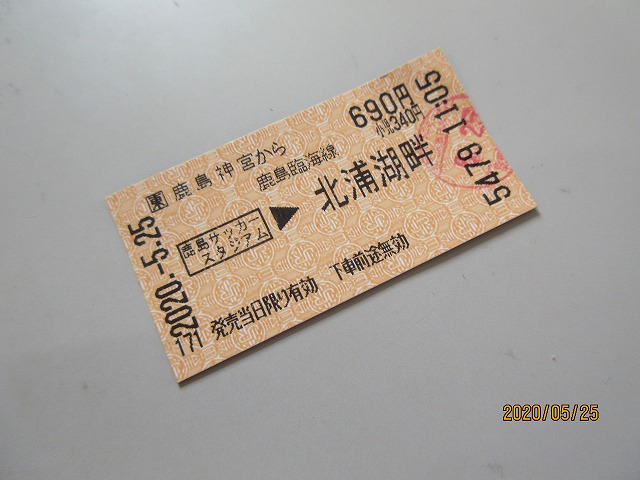 東 鹿島神宮から
690円
小児340円
鹿島臨海線
鹿島サッカー
スタジアム
▶ 北浦湖畔
発売当日限り有効 下車前途無効
2020.-5.25
171
5479 11:05
2020/05/25